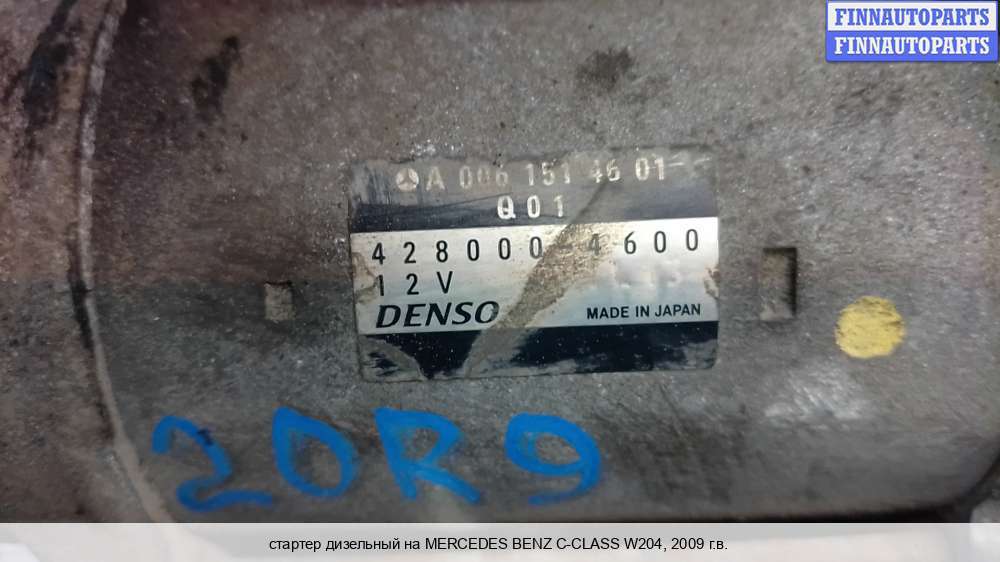 FINNAUTOPARTS
FINNAUTOPARTS
A 006 151 46 01
Q01
428000-4600
12V
DENSO MADE IN JAPAN
20R9
стартер дизельный на MERCEDES BENZ C-CLASS W204, 2009 г.в.